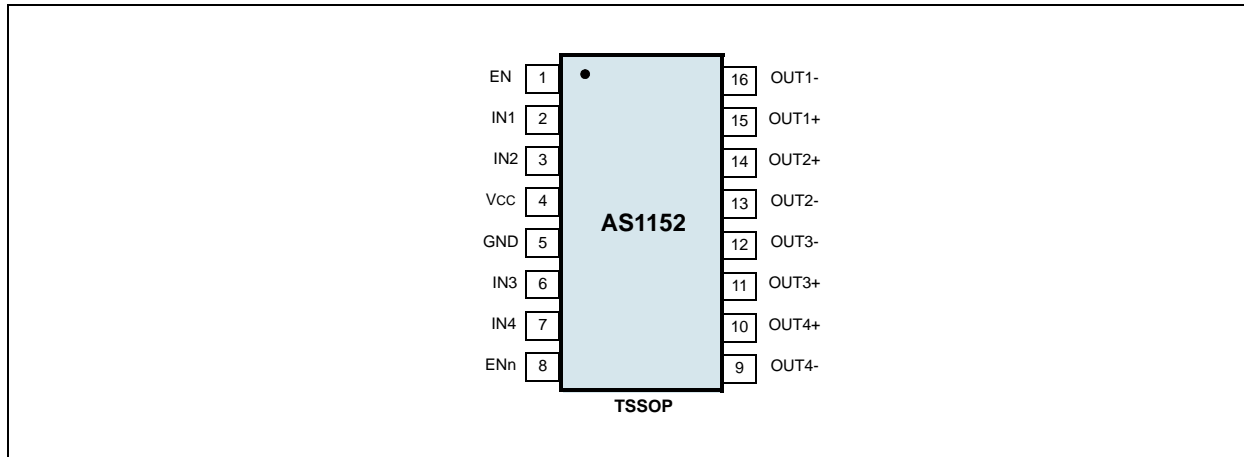 EN 1 16 OUT1-
IN1 2 15 OUT1+
IN2 3 14 OUT2+
VCC 4 13 OUT2-
AS1152
GND 5 12 OUT3-
IN3 6 11 OUT3+
IN4 7 10 OUT4+
ENn 8 9 OUT4-
TSSOP